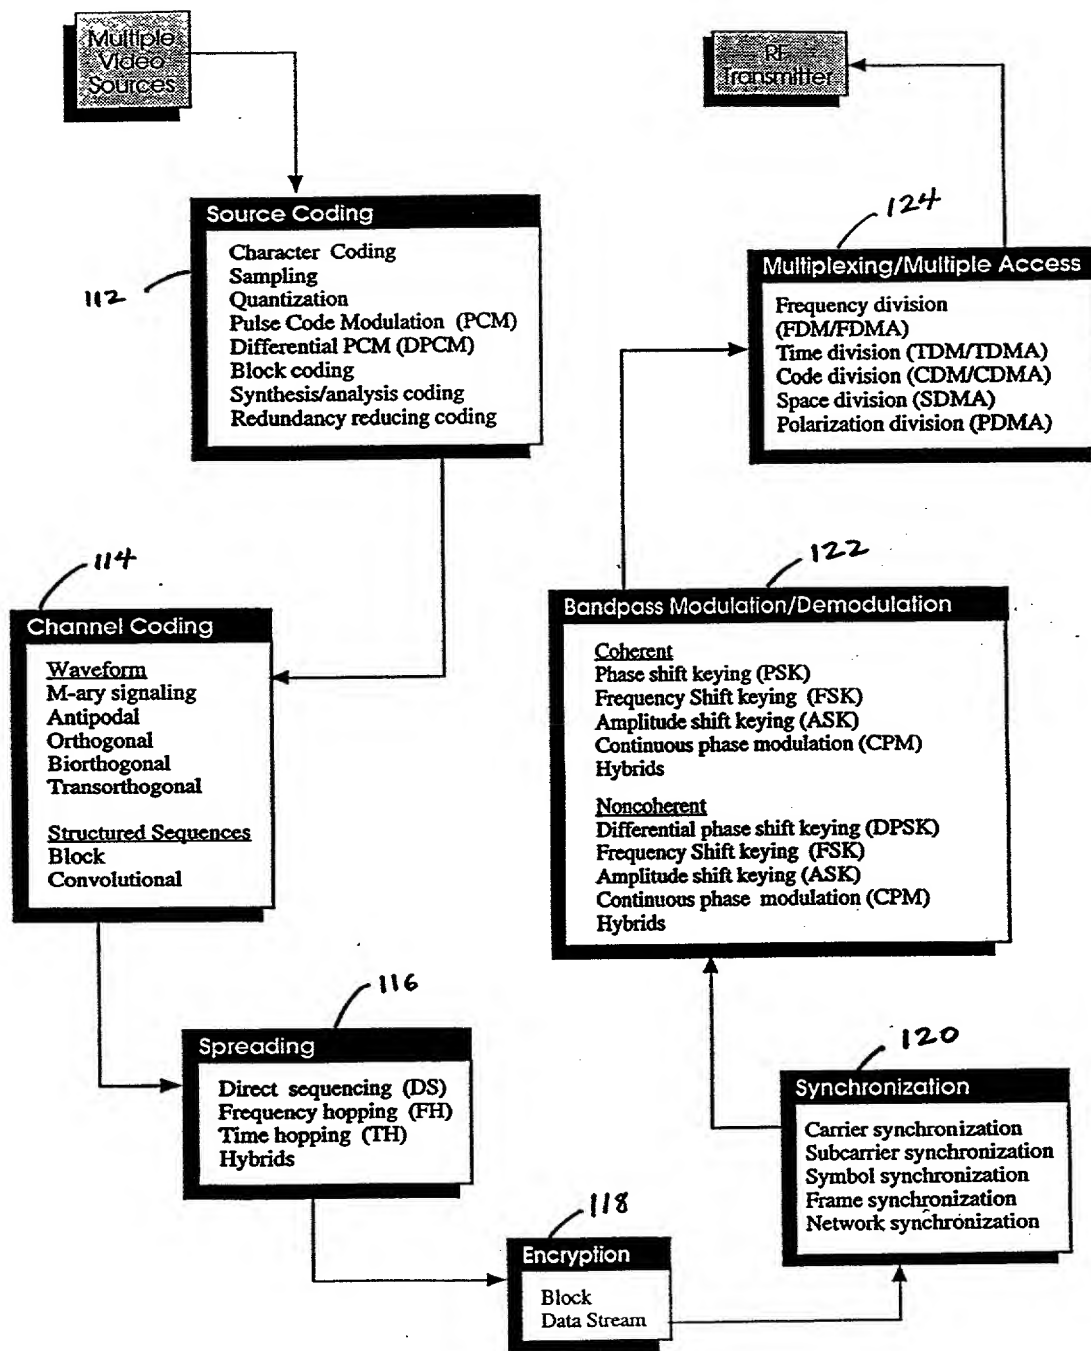 Multiple
Video
Sources
RF
Transmitter
Source Coding
112
Character Coding
Sampling
Quantization
Pulse Code Modulation (PCM)
Differential PCM (DPCM)
Block coding
Synthesis/analysis coding
Redundancy reducing coding
114
Channel Coding
Waveform
M-ary signaling
Antipodal
Orthogonal
Biorthogonal
Transorthogonal
Structured Sequences
Block
Convolutional
116
Spreading
Direct sequencing (DS)
Frequency hopping (FH)
Time hopping (TH)
Hybrids
118
Encryption
Block
Data Stream
120
Synchronization
Carrier synchronization
Subcarrier synchronization
Symbol synchronization
Frame synchronization
Network synchronization
122
Bandpass Modulation/Demodulation
Coherent
Phase shift keying (PSK)
Frequency Shift keying (FSK)
Amplitude shift keying (ASK)
Continuous phase modulation (CPM)
Hybrids
Noncoherent
Differential phase shift keying (DPSK)
Frequency Shift keying (FSK)
Amplitude shift keying (ASK)
Continuous phase modulation (CPM)
Hybrids
124
Multiplexing/Multiple Access
Frequency division
(FDM/FDMA)
Time division (TDM/TDMA)
Code division (CDM/CDMA)
Space division (SDMA)
Polarization division (PDMA)